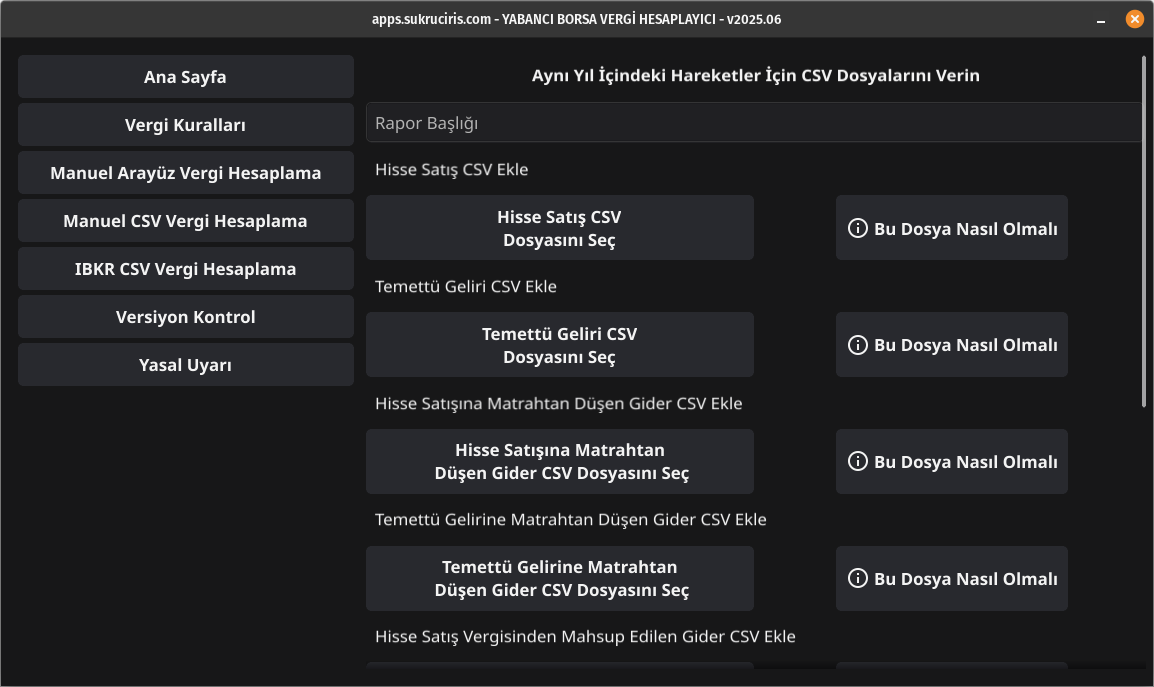 apps.sukruciris.com - YABANCI BORSA VERGİ HESAPLAYICI - v2025.06
Ana Sayfa
Vergi Kuralları
Manuel Arayüz Vergi Hesaplama
Manuel CSV Vergi Hesaplama
IBKR CSV Vergi Hesaplama
Versiyon Kontrol
Yasal Uyarı
Aynı Yıl İçindeki Hareketler İçin CSV Dosyalarını Verin
Rapor Başlığı
Hisse Satış CSV Ekle
Hisse Satış CSV
Dosyasını Seç
Bu Dosya Nasıl Olmalı
Temettü Geliri CSV Ekle
Temettü Geliri CSV
Dosyasını Seç
Bu Dosya Nasıl Olmalı
Hisse Satışına Matrahtan Düşen Gider CSV Ekle
Hisse Satışına Matrahtan
Düşen Gider CSV Dosyasını Seç
Bu Dosya Nasıl Olmalı
Temettü Gelirine Matrahtan Düşen Gider CSV Ekle
Temettü Gelirine Matrahtan
Düşen Gider CSV Dosyasını Seç
Bu Dosya Nasıl Olmalı
Hisse Satış Vergisinden Mahsup Edilen Gider CSV Ekle